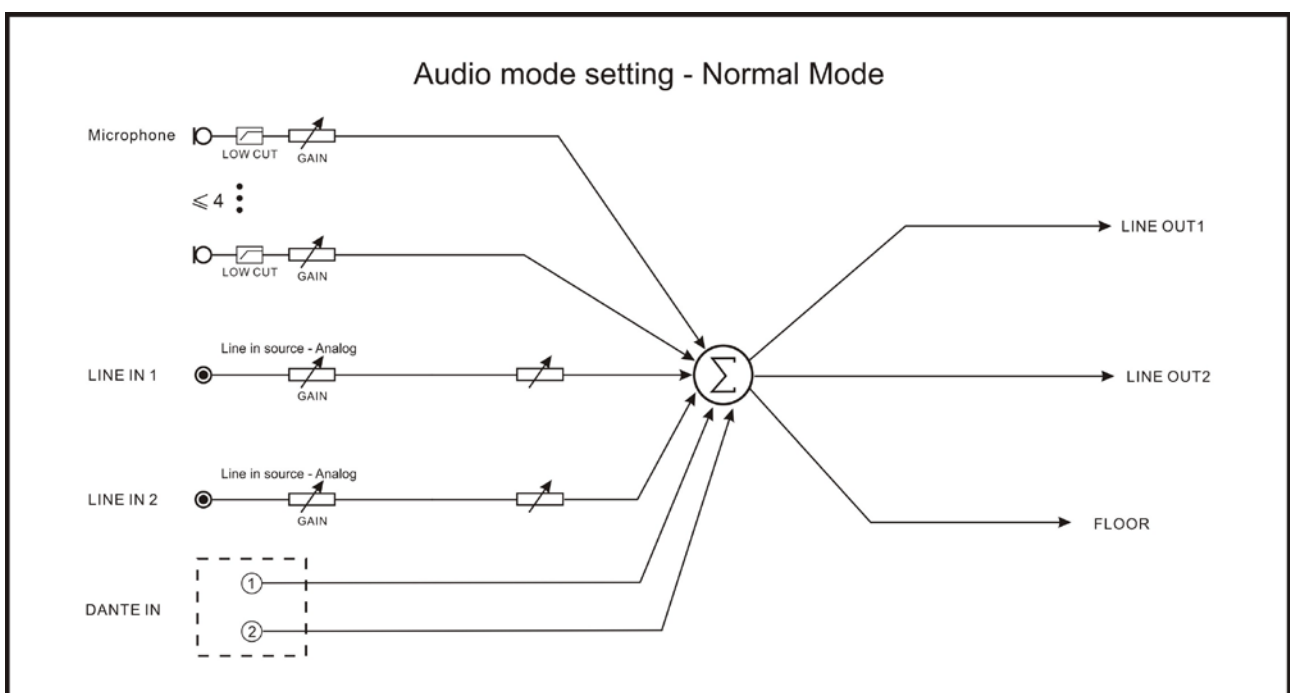 Audio mode setting - Normal Mode
Microphone
LOW CUT
GAIN
⩽ 4
LOW CUT
GAIN
LINE OUT1
Line in source - Analog
LINE IN 1
GAIN
Σ
LINE OUT2
Line in source - Analog
LINE IN 2
GAIN
FLOOR
DANTE IN
1
2